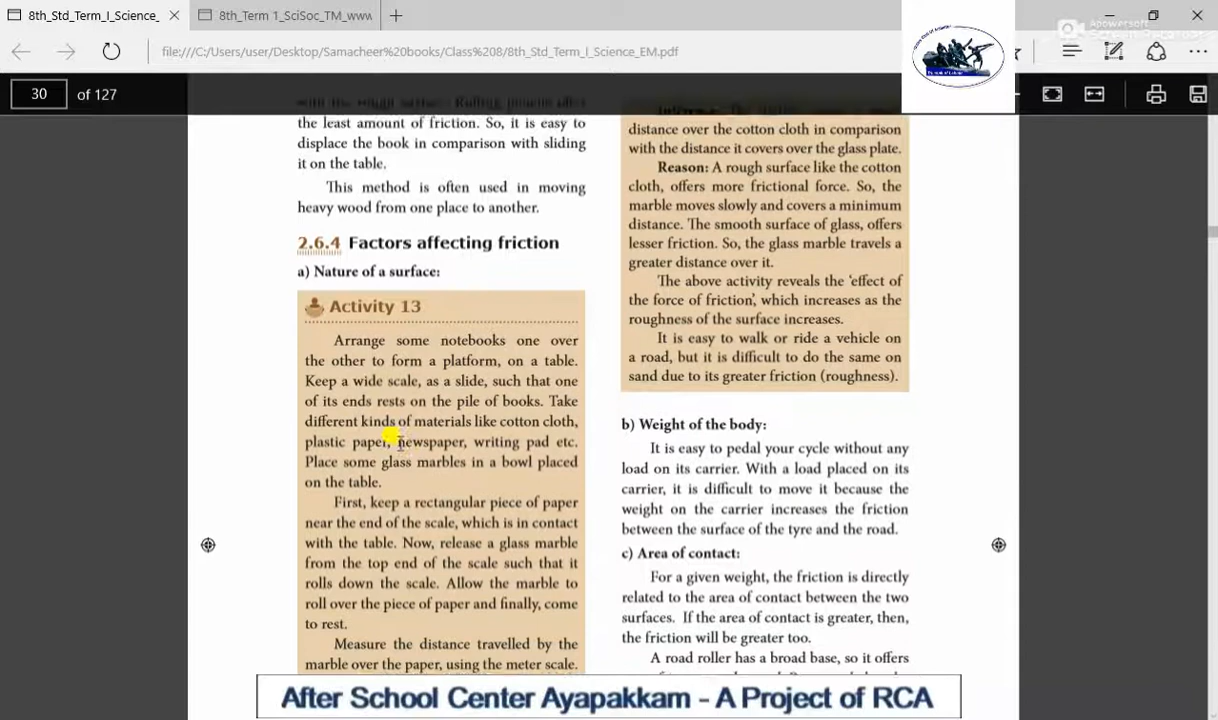 8th_Std_Term_I_Science_
8th_Term 1_SciSoc_TM_www
Apowersoft
file:///C:/Users/user/Desktop/Samacheer%20books/Class%208/8th_Std_Term_I_Science_EM.pdf
30 of 127
the least amount of friction. So, it is easy to
displace the book in comparison with sliding
it on the table.
This method is often used in moving
heavy wood from one place to another.
2.6.4 Factors affecting friction
a) Nature of a surface:
Activity 13
Arrange some notebooks one over
the other to form a platform, on a table.
Keep a wide scale, as a slide, such that one
of its ends rests on the pile of books. Take
different kinds of materials like cotton cloth,
plastic paper, newspaper, writing pad etc.
Place some glass marbles in a bowl placed
on the table.
First, keep a rectangular piece of paper
near the end of the scale, which is in contact
with the table. Now, release a glass marble
from the top end of the scale such that it
rolls down the scale. Allow the marble to
roll over the piece of paper and finally, come
to rest.
Measure the distance travelled by the
marble over the paper, using the meter scale.
distance over the cotton cloth in comparison
with the distance it covers over the glass plate.
Reason: A rough surface like the cotton
cloth, offers more frictional force. So, the
marble moves slowly and covers a minimum
distance. The smooth surface of glass, offers
lesser friction. So, the glass marble travels a
greater distance over it.
The above activity reveals the ‘effect of
the force of friction’, which increases as the
roughness of the surface increases.
It is easy to walk or ride a vehicle on
a road, but it is difficult to do the same on
sand due to its greater friction (roughness).
b) Weight of the body:
It is easy to pedal your cycle without any
load on its carrier. With a load placed on its
carrier, it is difficult to move it because the
weight on the carrier increases the friction
between the surface of the tyre and the road.
c) Area of contact:
For a given weight, the friction is directly
related to the area of contact between the two
surfaces. If the area of contact is greater, then,
the friction will be greater too.
A road roller has a broad base, so it offers
After School Center Ayapakkam - A Project of RCA